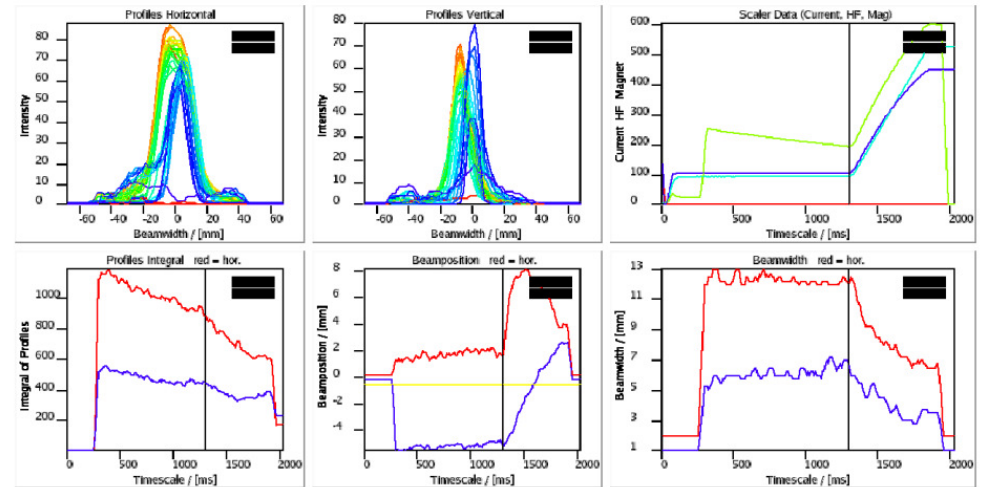 Profiles Horizontal
80
70
60
50
40
30
20
10
0
Intensity
-60 -40 -20 0 20 40 60
Beamwidth / [mm]
Profiles Vertical
80
70
60
50
40
30
20
10
0
Intensity
-60 -40 -20 0 20 40 60
Beamwidth / [mm]
Scaler Data (Current, HF, Mag)
600
500
400
300
200
100
0
Current HF Magnet
0 500 1000 1500 2000
Timescale / [ms]
Profiles Integral red = hor.
1000
800
600
400
200
Integral of Profiles
0 500 1000 1500 2000
Timescale / [ms]
Beamposition red = hor.
8
6
4
2
0
-2
-4
Beamposition / [mm]
0 500 1000 1500 2000
Timescale / [ms]
Beamwidth red = hor.
13
11
9
7
5
3
1
Beamwidth / [mm]
0 500 1000 1500 2000
Timescale / [ms]